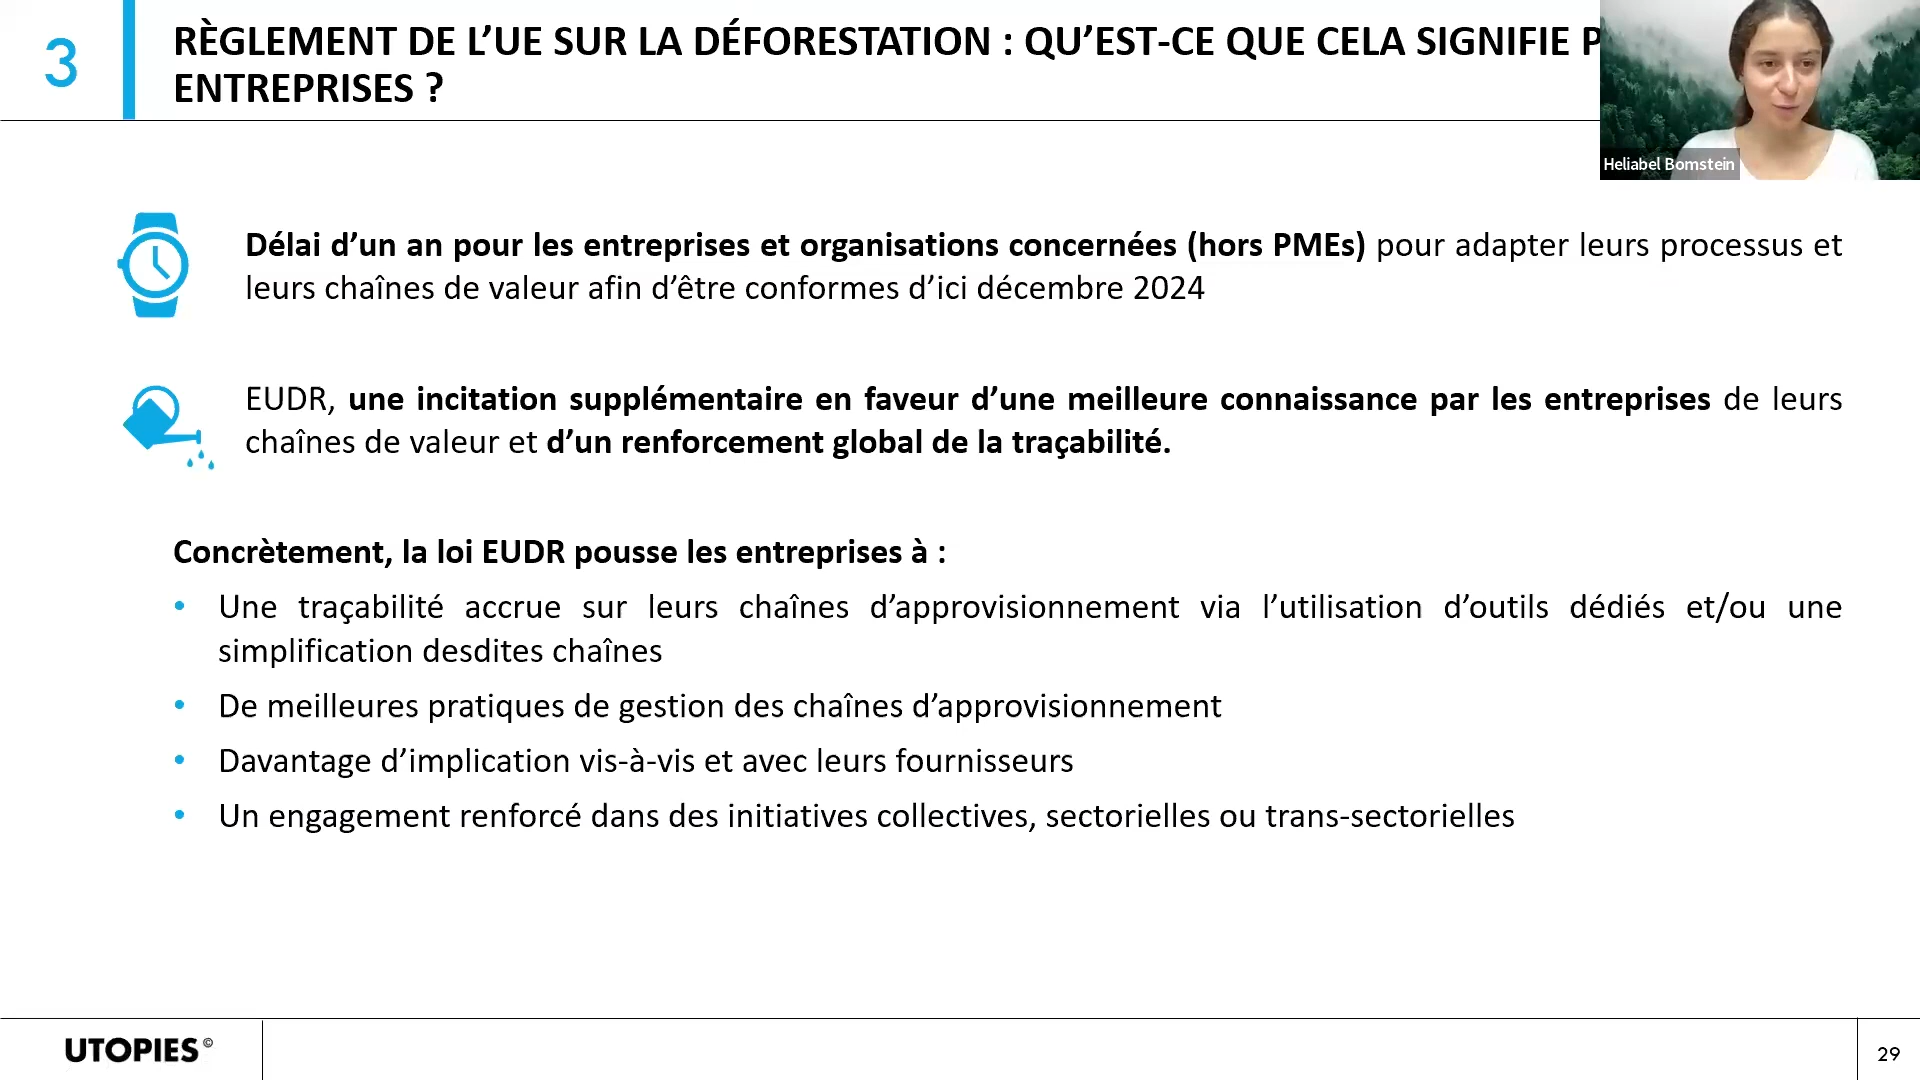 3
RÈGLEMENT DE L’UE SUR LA DÉFORESTATION : QU’EST-CE QUE CELA SIGNIFIE P
ENTREPRISES ?
Heliabel Bomstein
Délai d’un an pour les entreprises et organisations concernées (hors PMEs) pour adapter leurs processus et
leurs chaînes de valeur afin d’être conformes d’ici décembre 2024
EUDR, une incitation supplémentaire en faveur d’une meilleure connaissance par les entreprises de leurs
chaînes de valeur et d’un renforcement global de la traçabilité.
Concrètement, la loi EUDR pousse les entreprises à :
• Une traçabilité accrue sur leurs chaînes d’approvisionnement via l’utilisation d’outils dédiés et/ou une
simplification desdites chaînes
• De meilleures pratiques de gestion des chaînes d’approvisionnement
• Davantage d’implication vis-à-vis et avec leurs fournisseurs
• Un engagement renforcé dans des initiatives collectives, sectorielles ou trans-sectorielles
UTOPIES©
29